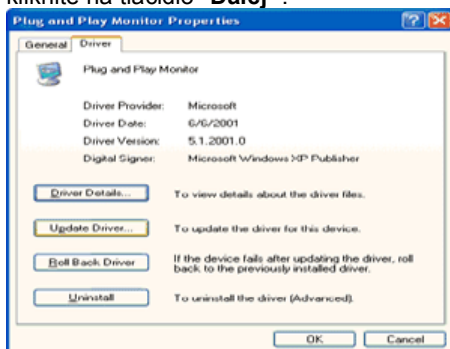 kliknite na tlačidlo "Ďalej".
Plug and Play Monitor Properties
General Driver
Plug and Play Monitor
Driver Provider: Microsoft
Driver Date: 6/6/2001
Driver Version: 5.1.2001.0
Digital Signer: Microsoft Windows XP Publisher
Driver Details... To view details about the driver files.
Update Driver... To update the driver for this device.
Roll Back Driver If the device fails after updating the driver, roll
back to the previously installed driver.
Uninstall To uninstall the driver (Advanced).
OK Cancel